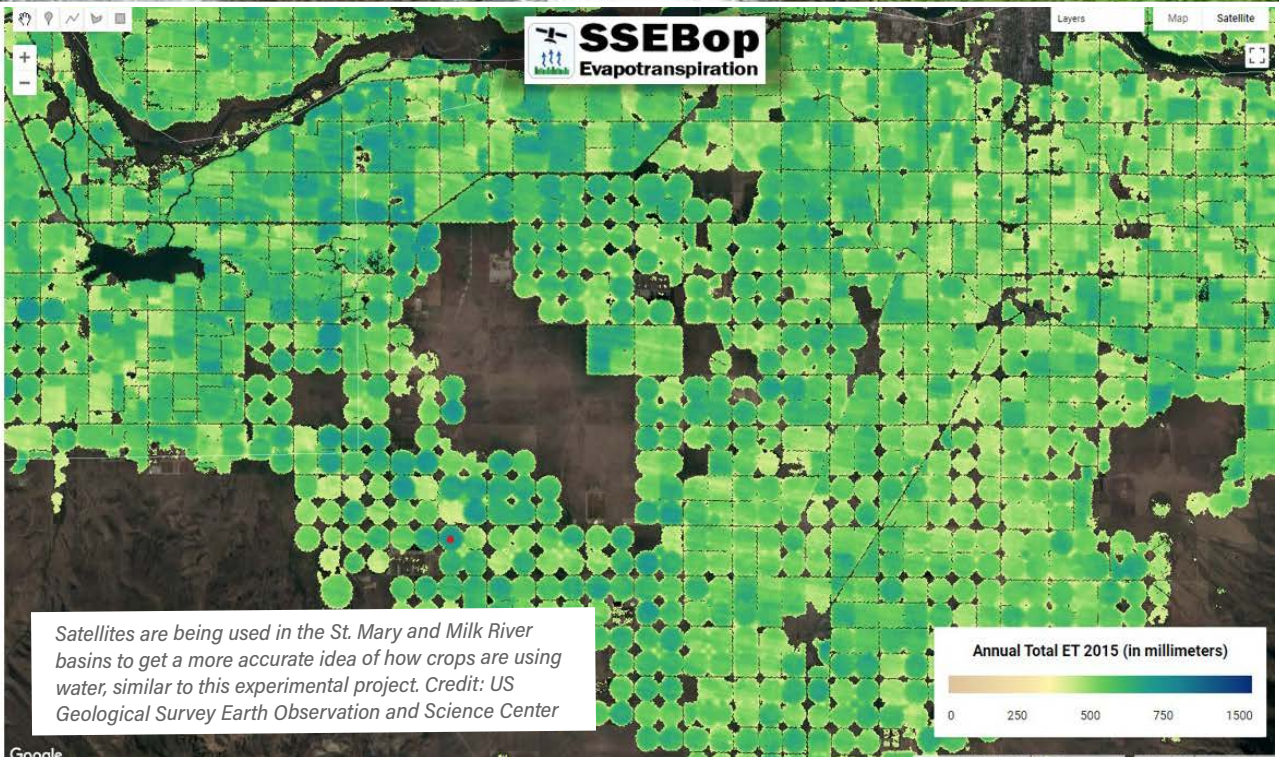 Layers
Map Satellite
+
−
SSEBop
Evapotranspiration
Satellites are being used in the St. Mary and Milk River
basins to get a more accurate idea of how crops are using
water, similar to this experimental project. Credit: US
Geological Survey Earth Observation and Science Center
Annual Total ET 2015 (in millimeters)
0 250 500 750 1500
Google